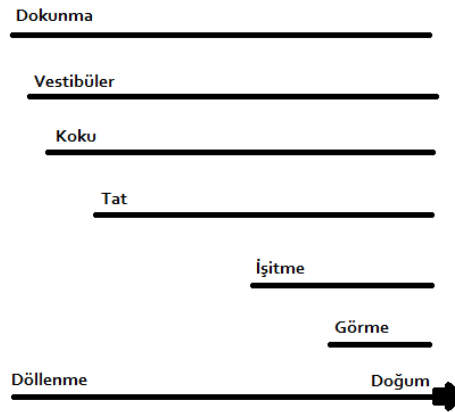 Dokunma
Vestibüler
Koku
Tat
İşitme
Görme
Döllenme Doğum